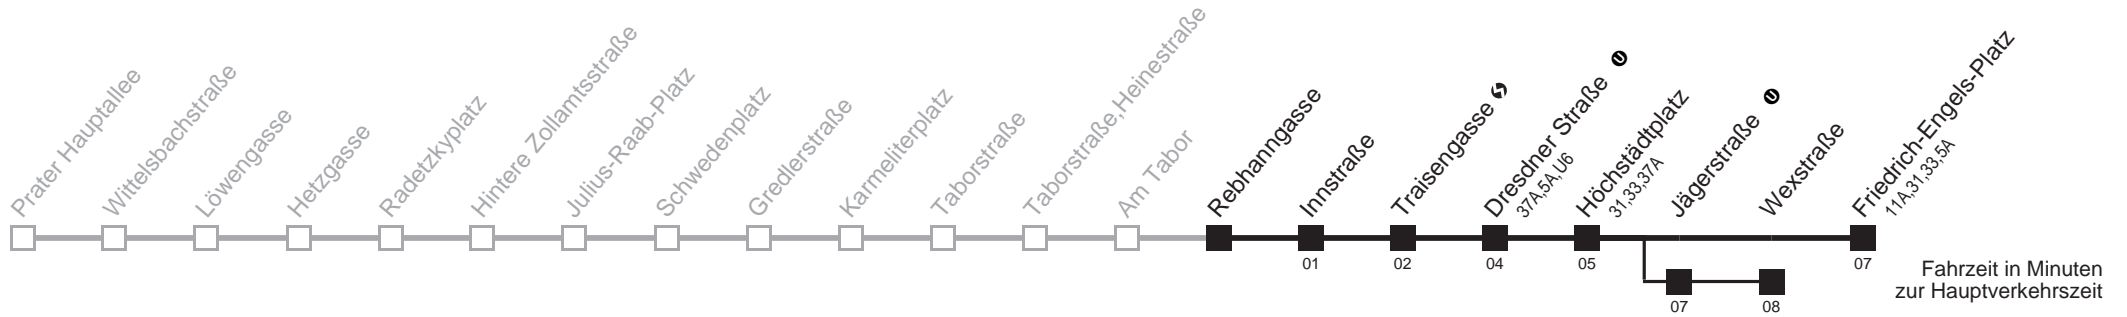 Prater Hauptallee
Wittelsbachstraße
Löwengasse
Hetzgasse
Radetzkyplatz
Hintere Zollamtsstraße
Julius-Raab-Platz
Schwedenplatz
Gredlerstraße
Karmeliterplatz
Taborstraße
Taborstraße,Heinestraße
Am Tabor
Rebhanngasse
Innstraße
Traisengasse
Dresdner Straße U
37A,5A,U6
Höchstädtplatz
31,33,37A
Jägerstraße U
Wexstraße
Friedrich-Engels-Platz
11A,31,33,5A
01
02
04
05
07
07
08
Fahrzeit in Minuten
zur Hauptverkehrszeit